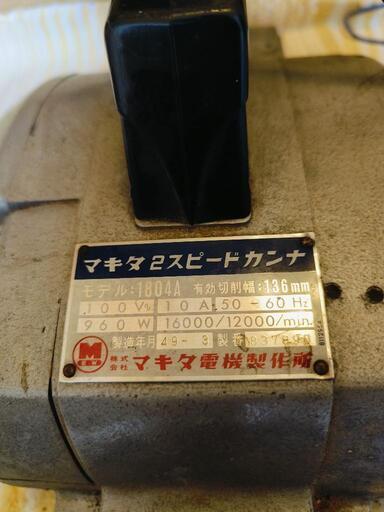 マキタ2スピードカンナ
モデル:1804A 有効切削幅:136mm
100V 10A 50-60Hz
960W 16000/12000/min.
製造年月 49-3 製番
M 株式会社 マキタ電機製作所